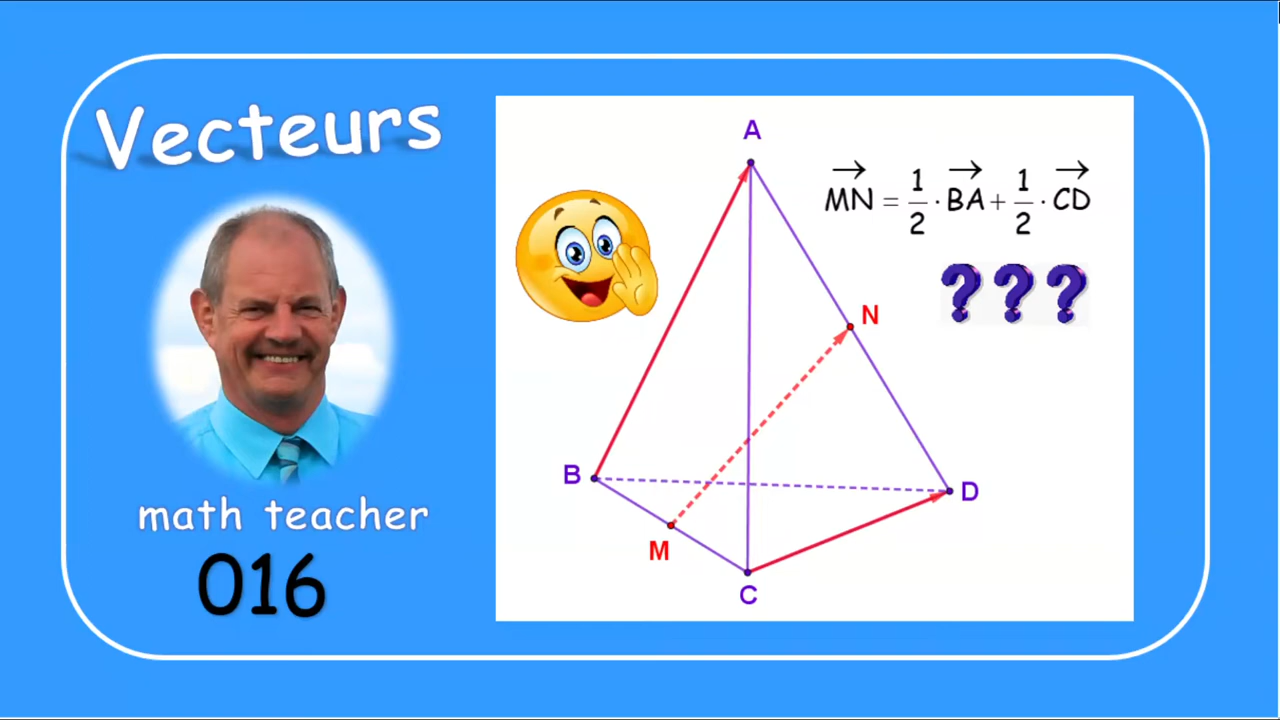 Vecteurs
math teacher
016
A
MN = 1/2 · BA + 1/2 · CD
? ? ?
N
B
D
M
C